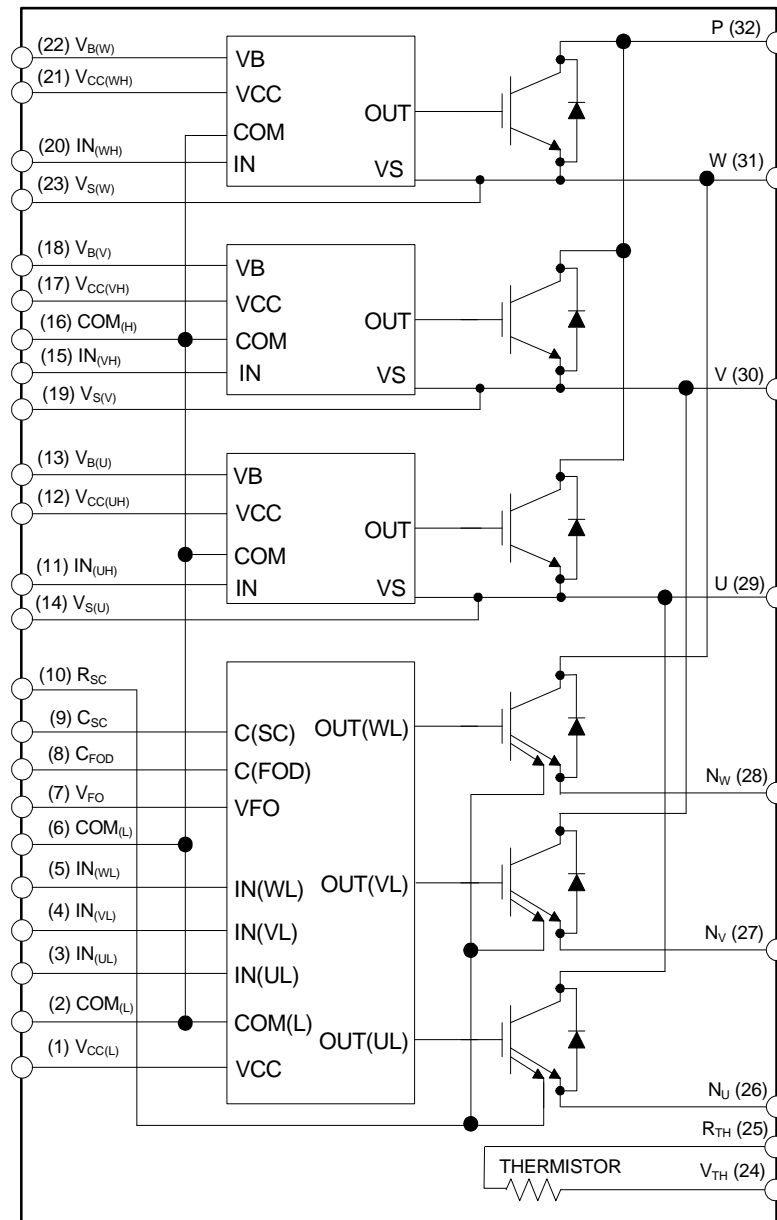 (22) VB(W)
(21) VCC(WH)
(20) IN(WH)
(23) VS(W)
VB
VCC
COM
IN
OUT
VS
P (32)
W (31)
(18) VB(V)
(17) VCC(VH)
(16) COM(H)
(15) IN(VH)
(19) VS(V)
VB
VCC
COM
IN
OUT
VS
V (30)
(13) VB(U)
(12) VCC(UH)
(11) IN(UH)
(14) VS(U)
VB
VCC
COM
IN
OUT
VS
U (29)
(10) RSC
(9) CSC
(8) CFOD
(7) VFO
(6) COM(L)
(5) IN(WL)
(4) IN(VL)
(3) IN(UL)
(2) COM(L)
(1) VCC(L)
C(SC)
C(FOD)
VFO
IN(WL)
IN(VL)
IN(UL)
COM(L)
VCC
OUT(WL)
OUT(VL)
OUT(UL)
NW (28)
NV (27)
NU (26)
RTH (25)
THERMISTOR
VTH (24)